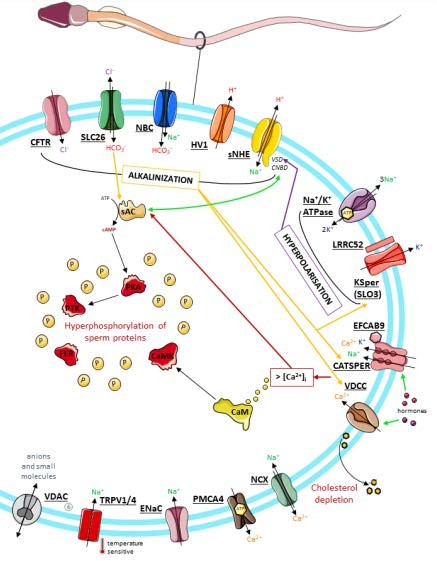 Cl⁻
H⁺
H⁺
CFTR
Cl⁻
SLC26
HCO₃⁻
NBC
Na⁺
HCO₃⁻
HV1
sNHE
VSD
CNBD
Na⁺
ALKALINIZATION
3Na⁺
Na⁺/K⁺
ATPase
ATP
2K⁺
ATP
sAC
cAMP
HYPERPOLARISATION
LRRC52
K⁺
KSper
(SLO3)
P
P
P
P
P
P
PKA
P
P
PTK
Hyperphosphorylation of
sperm proteins
P
P
FER
CaMK
P
P
P
P
EFCAB9
Ca²⁺ K⁺
Na⁺
CATSPER
> [Ca²⁺]i
VDCC
Ca²⁺
hormones
CaM
Cholesterol
depletion
anions
and small
molecules
VDAC
Na⁺
TRPV1/4
temperature
sensitive
Na⁺
ENaC
PMCA4
ATP
Ca²⁺
Na⁺
NCX
Ca²⁺